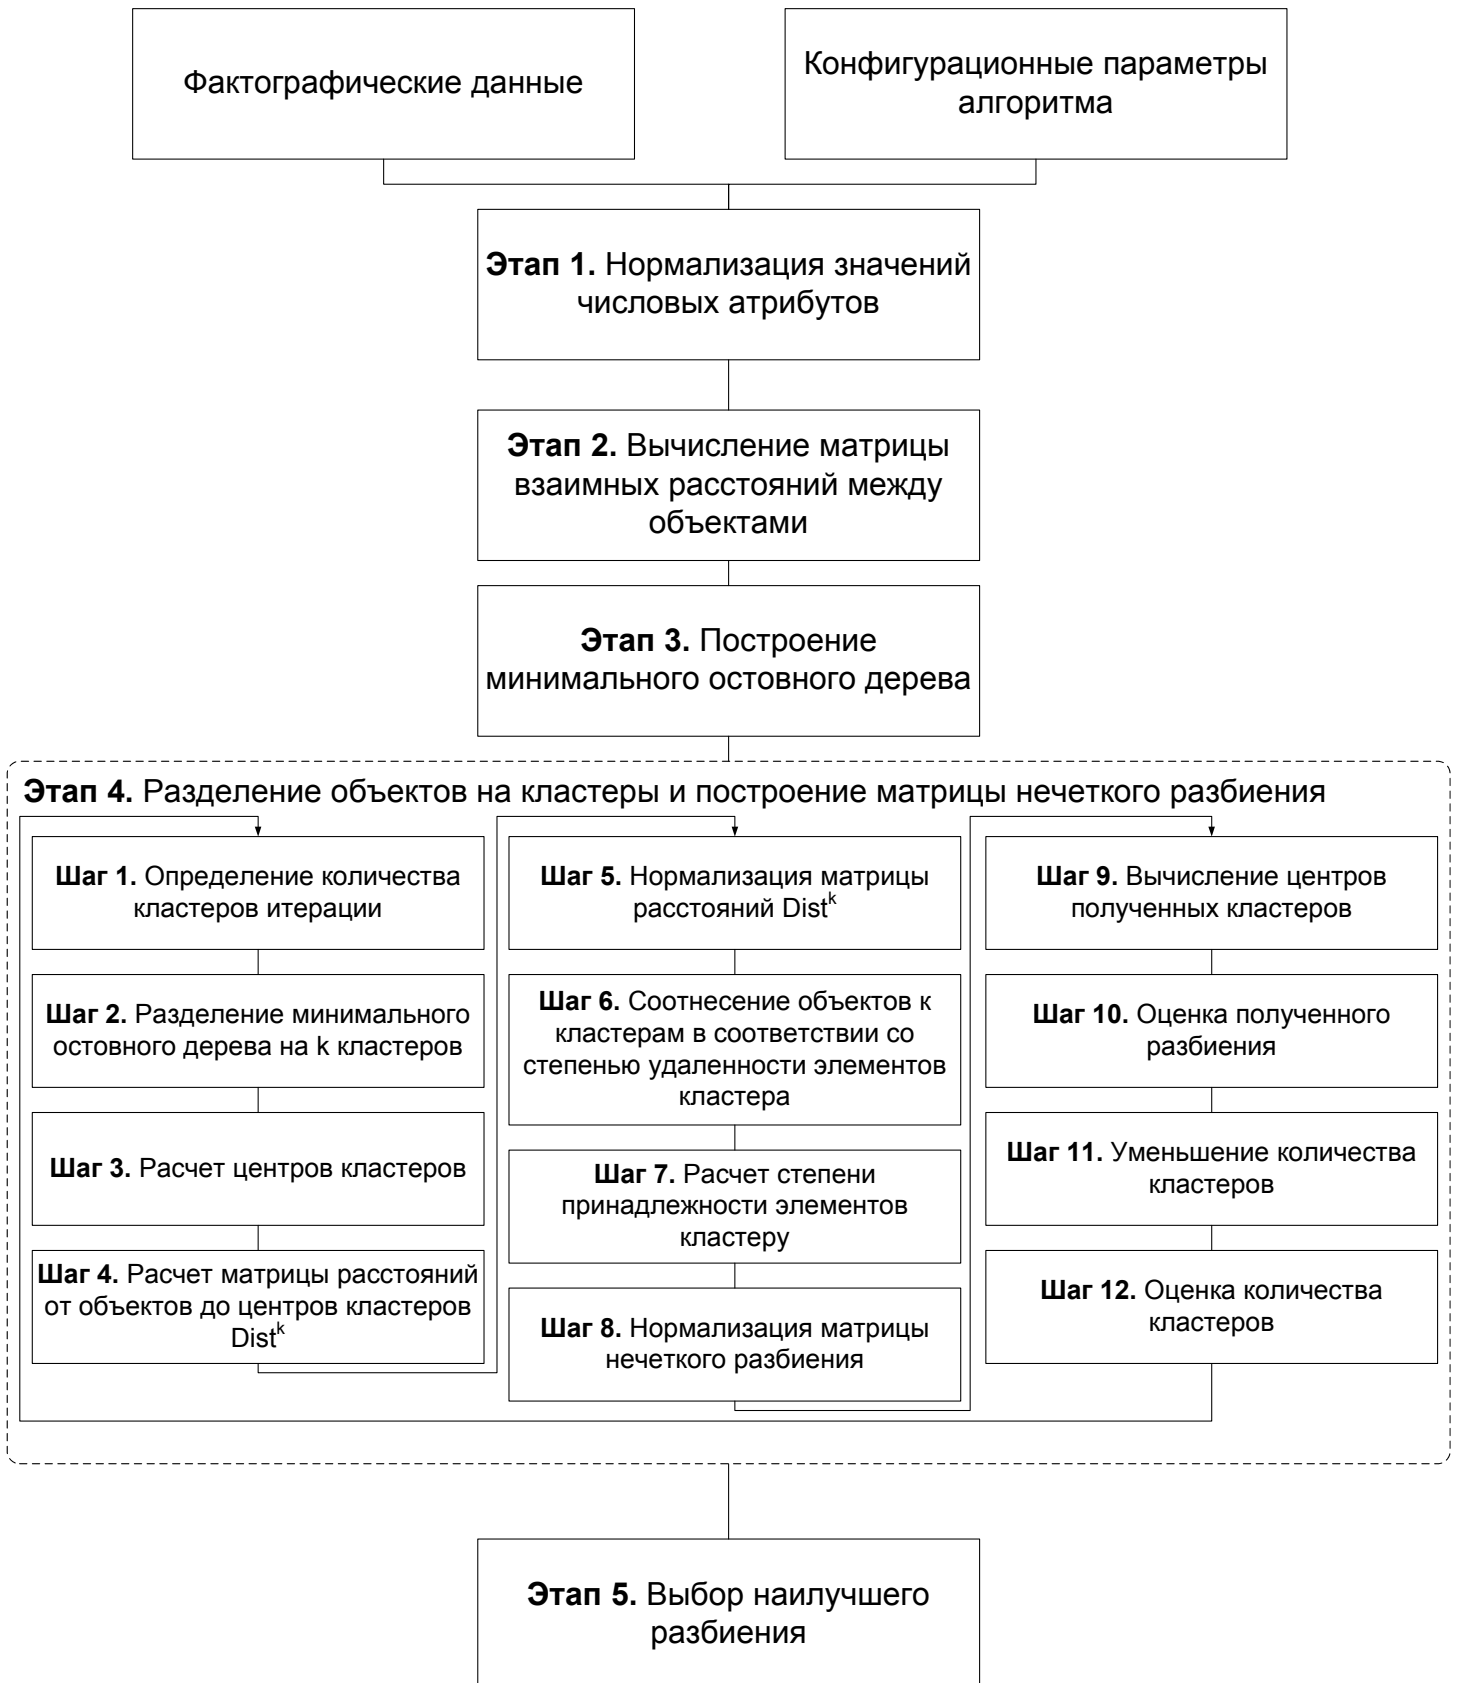 Фактографические данные
Конфигурационные параметры
алгоритма
Этап 1. Нормализация значений
числовых атрибутов
Этап 2. Вычисление матрицы
взаимных расстояний между
объектами
Этап 3. Построение
минимального остовного дерева
Этап 4. Разделение объектов на кластеры и построение матрицы нечеткого разбиения
Шаг 1. Определение количества
кластеров итерации
Шаг 2. Разделение минимального
остовного дерева на k кластеров
Шаг 3. Расчет центров кластеров
Шаг 4. Расчет матрицы расстояний
от объектов до центров кластеров
Dist^k
Шаг 5. Нормализация матрицы
расстояний Dist^k
Шаг 6. Соотнесение объектов к
кластерам в соответствии со
степенью удаленности элементов
кластера
Шаг 7. Расчет степени
принадлежности элементов
кластеру
Шаг 8. Нормализация матрицы
нечеткого разбиения
Шаг 9. Вычисление центров
полученных кластеров
Шаг 10. Оценка полученного
разбиения
Шаг 11. Уменьшение количества
кластеров
Шаг 12. Оценка количества
кластеров
Этап 5. Выбор наилучшего
разбиения